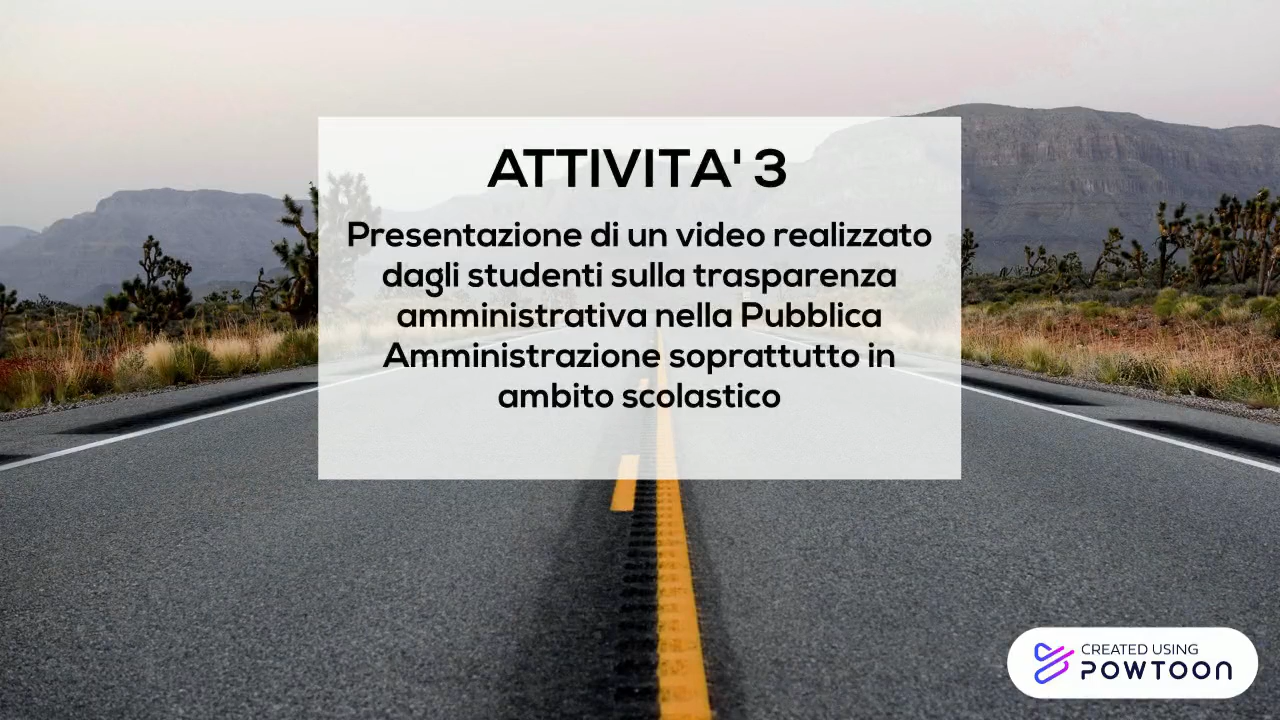 ATTIVITA' 3
Presentazione di un video realizzato
dagli studenti sulla trasparenza
amministrativa nella Pubblica
Amministrazione soprattutto in
ambito scolastico
CREATED USING
POWTOON